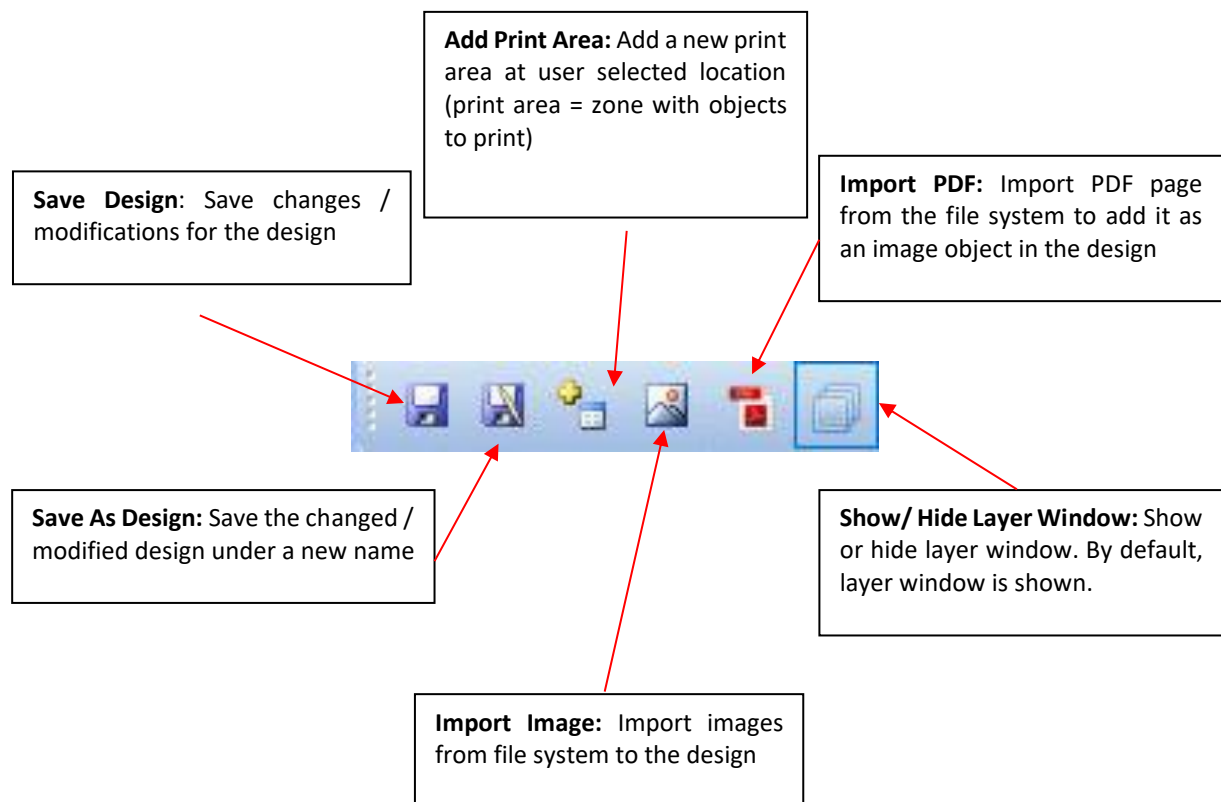 Add Print Area: Add a new print
area at user selected location
(print area = zone with objects
to print)
Save Design: Save changes /
modifications for the design
Import PDF: Import PDF page
from the file system to add it as
an image object in the design
Save As Design: Save the changed /
modified design under a new name
Show/ Hide Layer Window: Show
or hide layer window. By default,
layer window is shown.
Import Image: Import images
from file system to the design